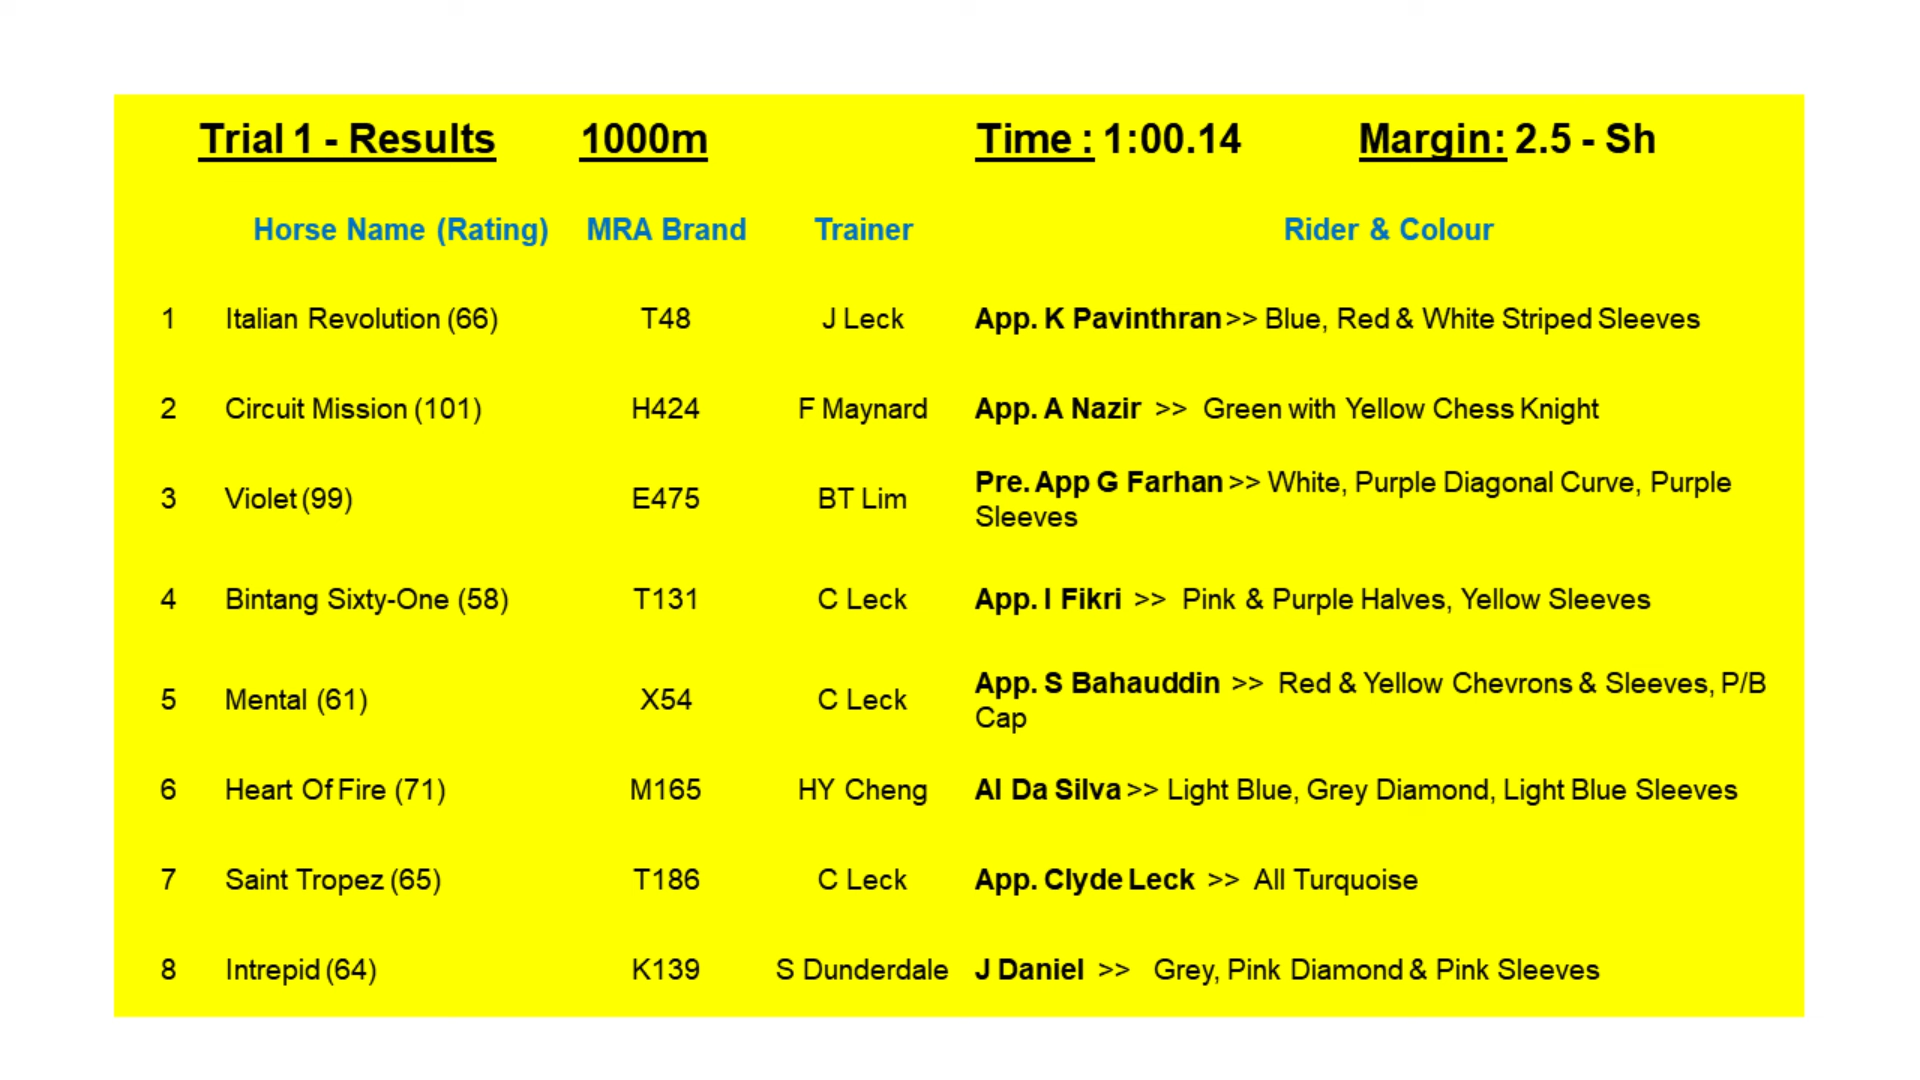 Trial 1 - Results 1000m Time : 1:00.14 Margin: 2.5 - Sh
Horse Name (Rating) MRA Brand Trainer Rider & Colour
1 Italian Revolution (66) T48 J Leck App. K Pavinthran >> Blue, Red & White Striped Sleeves
2 Circuit Mission (101) H424 F Maynard App. A Nazir >> Green with Yellow Chess Knight
3 Violet (99) E475 BT Lim Pre. App G Farhan >> White, Purple Diagonal Curve, Purple
Sleeves
4 Bintang Sixty-One (58) T131 C Leck App. I Fikri >> Pink & Purple Halves, Yellow Sleeves
5 Mental (61) X54 C Leck App. S Bahauddin >> Red & Yellow Chevrons & Sleeves, P/B
Cap
6 Heart Of Fire (71) M165 HY Cheng Al Da Silva >> Light Blue, Grey Diamond, Light Blue Sleeves
7 Saint Tropez (65) T186 C Leck App. Clyde Leck >> All Turquoise
8 Intrepid (64) K139 S Dunderdale J Daniel >> Grey, Pink Diamond & Pink Sleeves